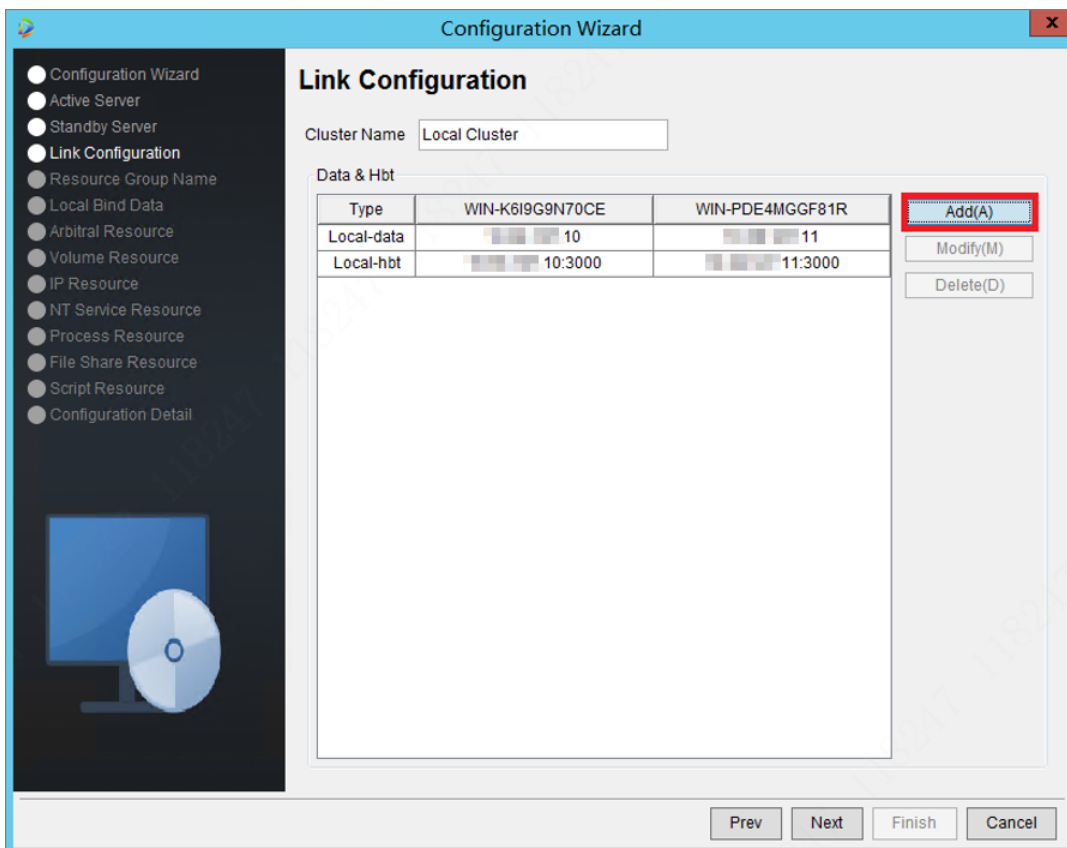 Configuration Wizard
x
Configuration Wizard
Active Server
Standby Server
Link Configuration
Resource Group Name
Local Bind Data
Arbitral Resource
Volume Resource
IP Resource
NT Service Resource
Process Resource
File Share Resource
Script Resource
Configuration Detail
Link Configuration
Cluster Name Local Cluster
Data & Hbt
Type WIN-K6I9G9N70CE WIN-PDE4MGGF81R
Local-data 10 11
Local-hbt 10:3000 11:3000
Add(A)
Modify(M)
Delete(D)
Prev Next Finish Cancel